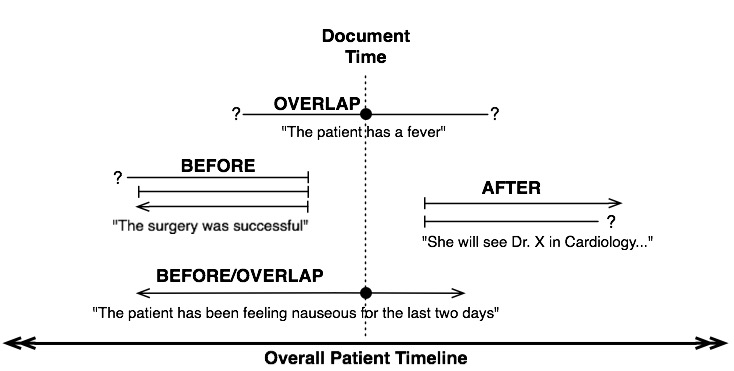 Document
Time
OVERLAP
? ?
"The patient has a fever"
BEFORE
?
"The surgery was successful"
AFTER
?
"She will see Dr. X in Cardiology..."
BEFORE/OVERLAP
"The patient has been feeling nauseous for the last two days"
Overall Patient Timeline